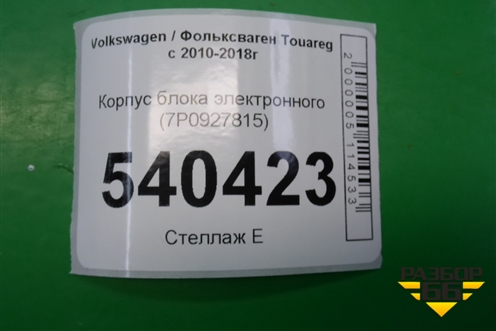 Volkswagen / Фольксваген Touareg
с 2010-2018г
Корпус блока электронного
(7P0927815)
540423
Стеллаж Е
2000005114533
РАЗБОР
66